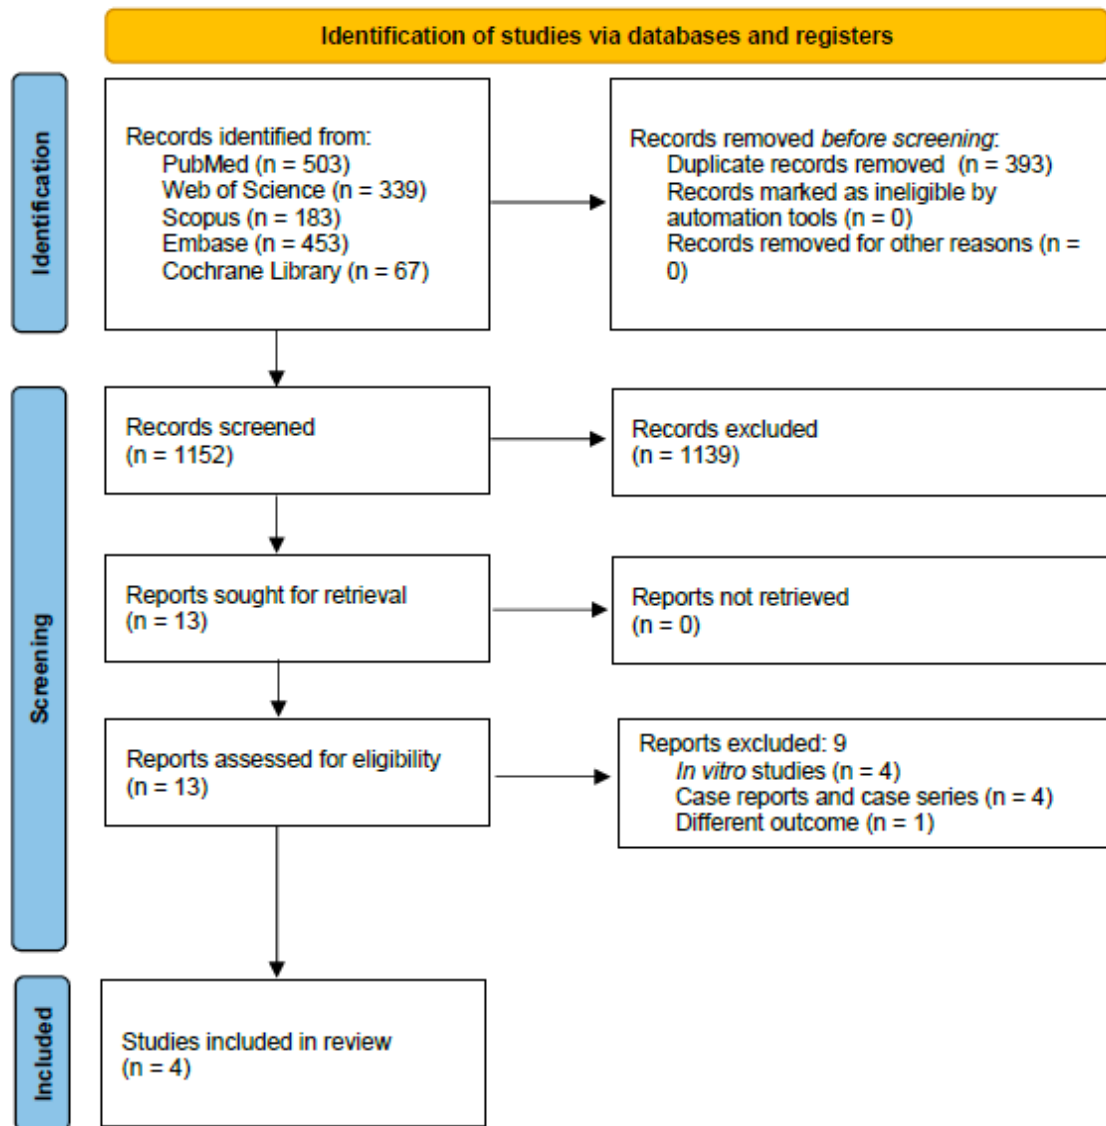 Identification of studies via databases and registers
Identification
Records identified from:
PubMed (n = 503)
Web of Science (n = 339)
Scopus (n = 183)
Embase (n = 453)
Cochrane Library (n = 67)
Records removed before screening:
Duplicate records removed  (n = 393)
Records marked as ineligible by
automation tools (n = 0)
Records removed for other reasons (n =
0)
Screening
Records screened
(n = 1152)
Records excluded
(n = 1139)
Reports sought for retrieval
(n = 13)
Reports not retrieved
(n = 0)
Reports assessed for eligibility
(n = 13)
Reports excluded: 9
In vitro studies (n = 4)
Case reports and case series (n = 4)
Different outcome (n = 1)
Included
Studies included in review
(n = 4)